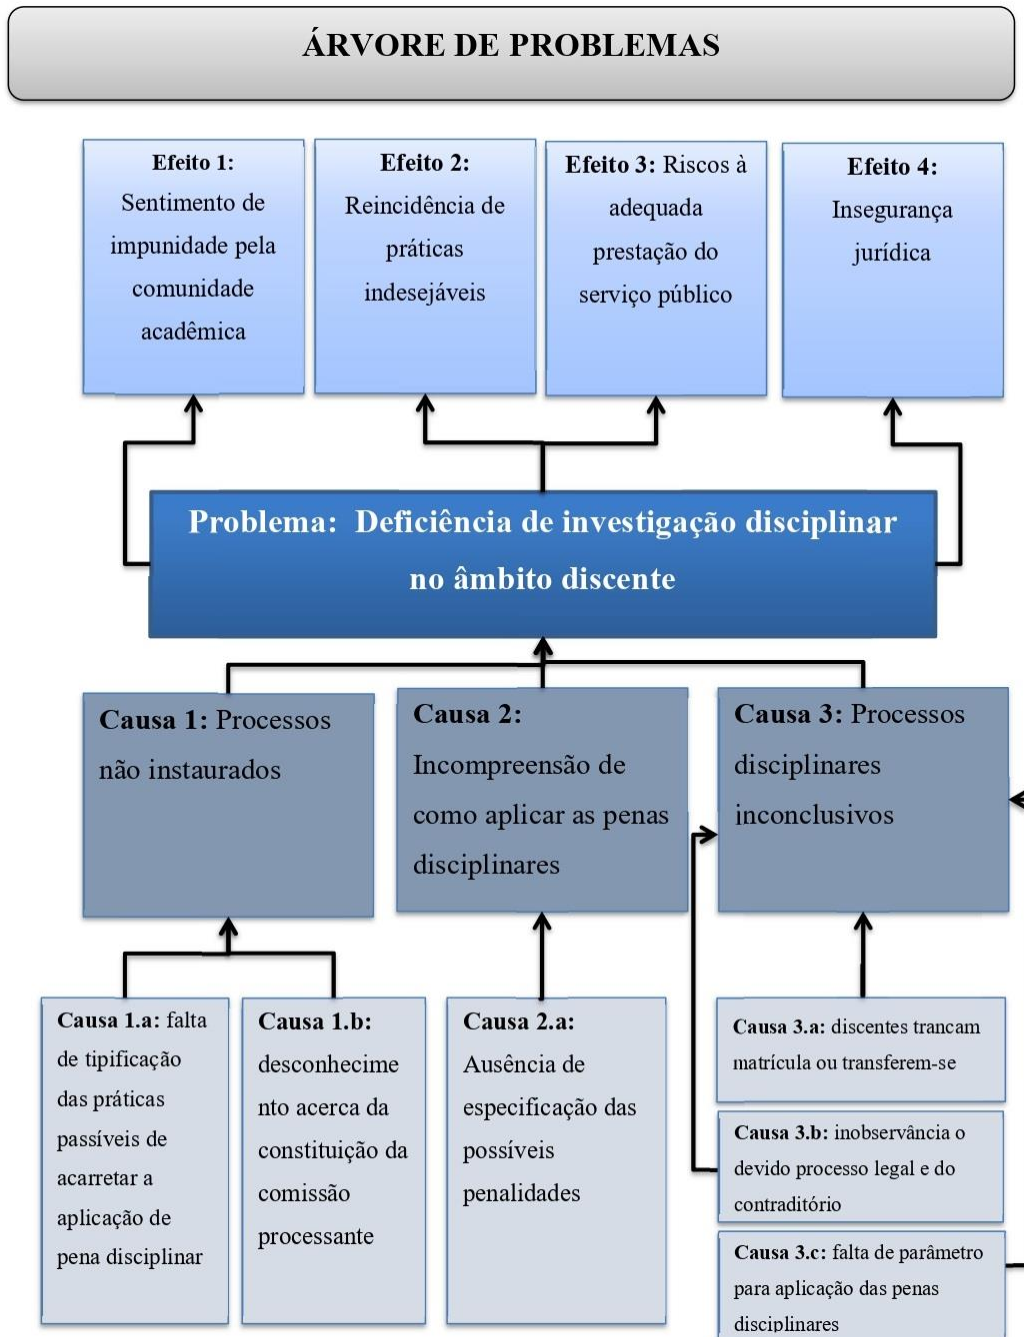 ÁRVORE DE PROBLEMAS
Efeito 1:
Sentimento de
impunidade pela
comunidade
acadêmica
Efeito 2:
Reincidência de
práticas
indesejáveis
Efeito 3: Riscos à
adequada
prestação do
serviço público
Efeito 4:
Insegurança
jurídica
Problema: Deficiência de investigação disciplinar
no âmbito discente
Causa 1: Processos
não instaurados
Causa 2:
Incompreensão de
como aplicar as penas
disciplinares
Causa 3: Processos
disciplinares
inconclusivos
Causa 1.a: falta
de tipificação
das práticas
passíveis de
acarretar a
aplicação de
pena disciplinar
Causa 1.b:
desconhecime
nto acerca da
constituição da
comissão
processante
Causa 2.a:
Ausência de
especificação das
possíveis
penalidades
Causa 3.a: discentes trancam
matrícula ou transferem-se
Causa 3.b: inobservância o
devido processo legal e do
contraditório
Causa 3.c: falta de parâmetro
para aplicação das penas
disciplinares